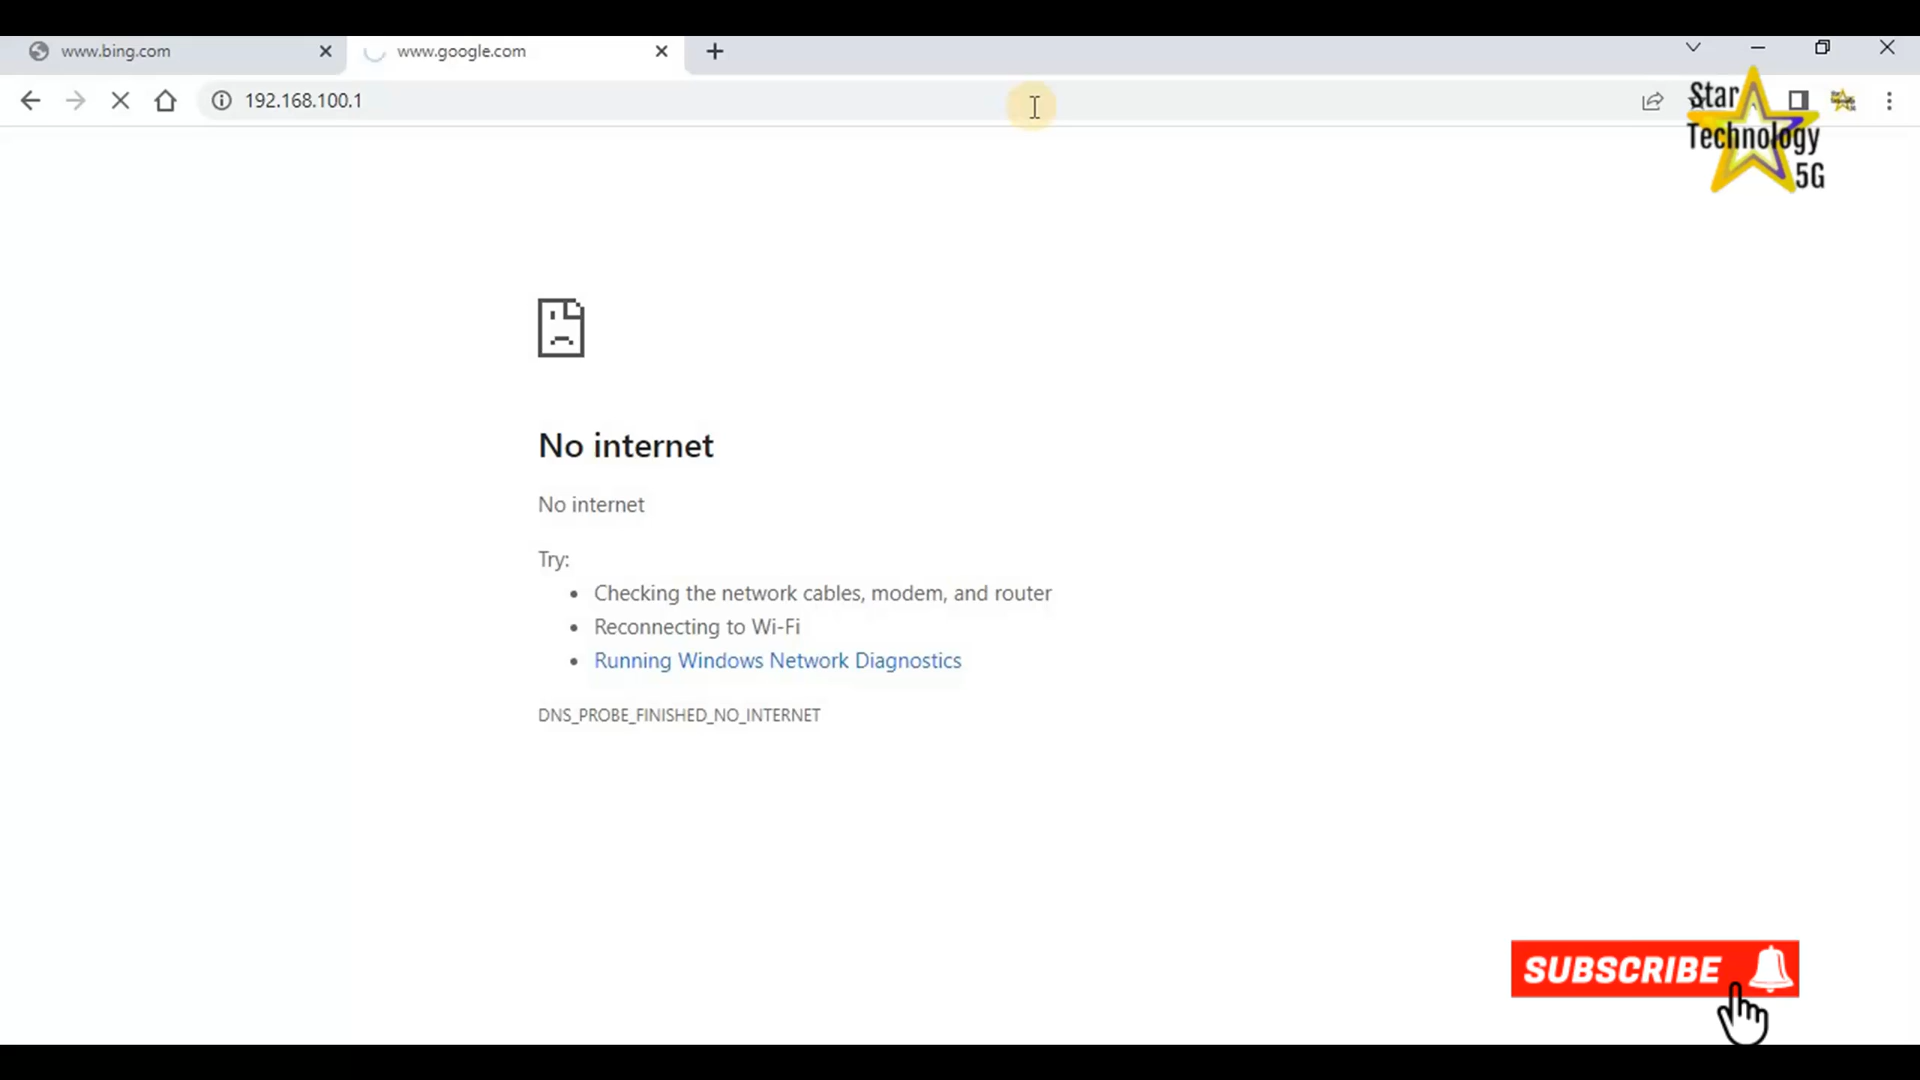 www.bing.com
www.google.com
192.168.100.1
Star
Technology
5G
No internet
No internet
Try:
Checking the network cables, modem, and router
Reconnecting to Wi-Fi
Running Windows Network Diagnostics
DNS_PROBE_FINISHED_NO_INTERNET
SUBSCRIBE